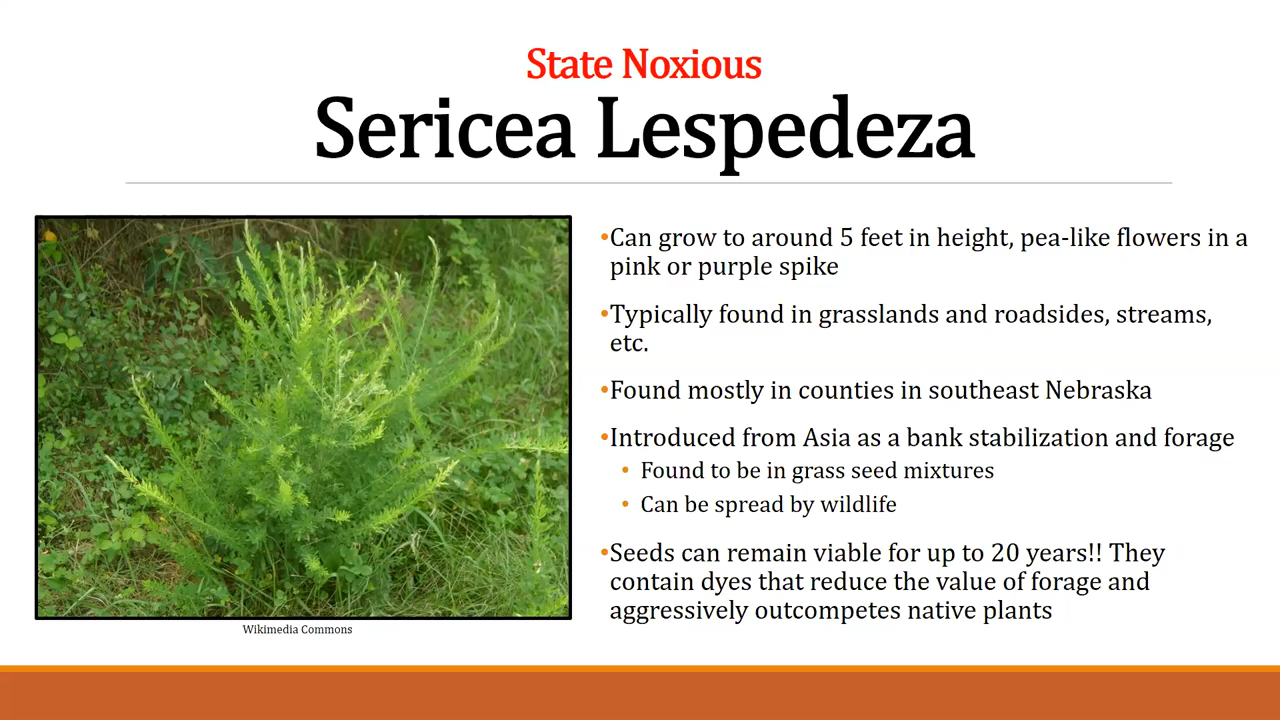 State Noxious
Sericea Lespedeza
•Can grow to around 5 feet in height, pea-like flowers in a
pink or purple spike
•Typically found in grasslands and roadsides, streams,
etc.
•Found mostly in counties in southeast Nebraska
•Introduced from Asia as a bank stabilization and forage
• Found to be in grass seed mixtures
• Can be spread by wildlife
•Seeds can remain viable for up to 20 years!! They
contain dyes that reduce the value of forage and
aggressively outcompetes native plants
Wikimedia Commons